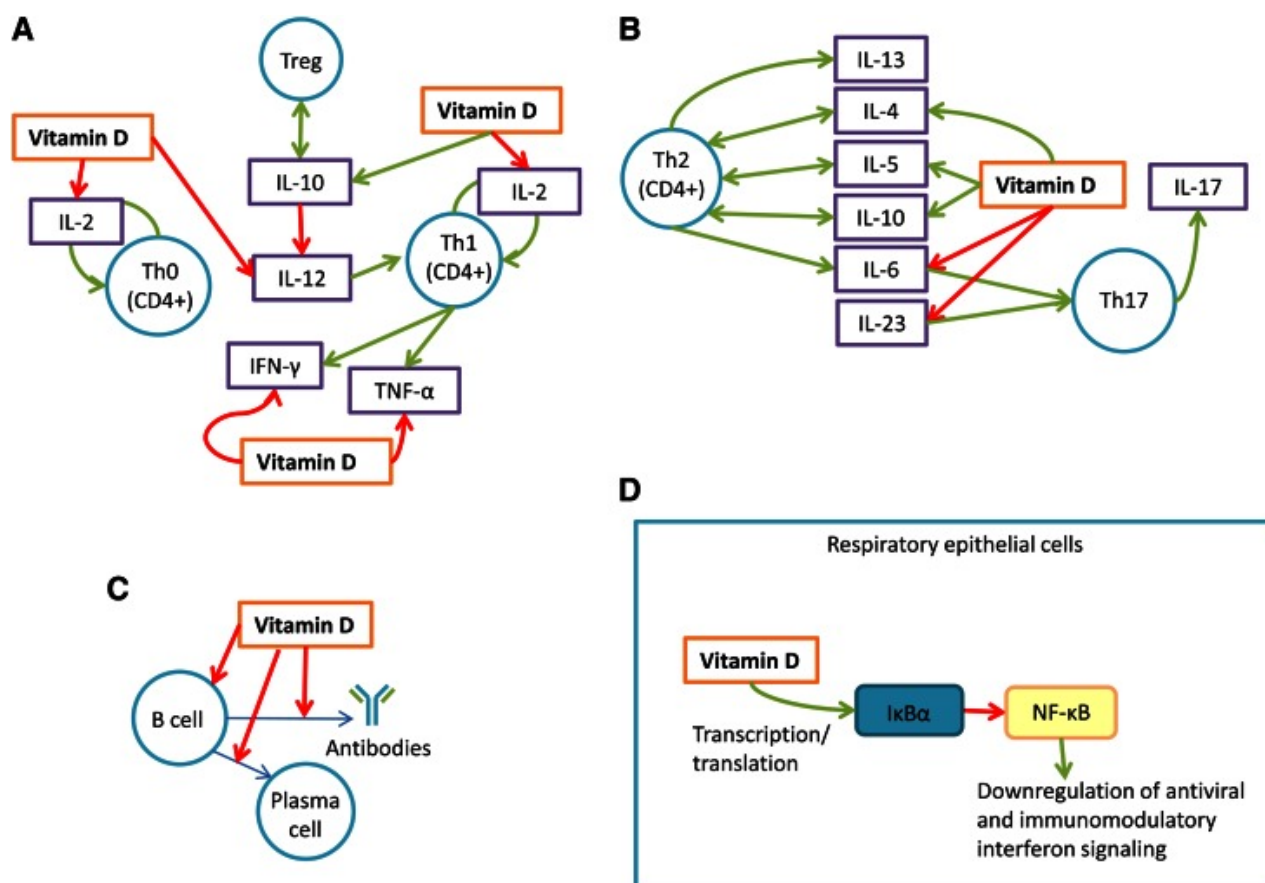 A
Treg
Vitamin D
Vitamin D
IL-10
IL-2
IL-2
Th0
(CD4+)
IL-12
Th1
(CD4+)
IFN-γ
TNF-α
Vitamin D
B
IL-13
IL-4
Th2
(CD4+)
IL-5
Vitamin D
IL-17
IL-10
IL-6
Th17
IL-23
C
Vitamin D
B cell
Antibodies
Plasma
cell
D
Respiratory epithelial cells
Vitamin D
IκBα
NF-κB
Transcription/
translation
Downregulation of antiviral
and immunomodulatory
interferon signaling